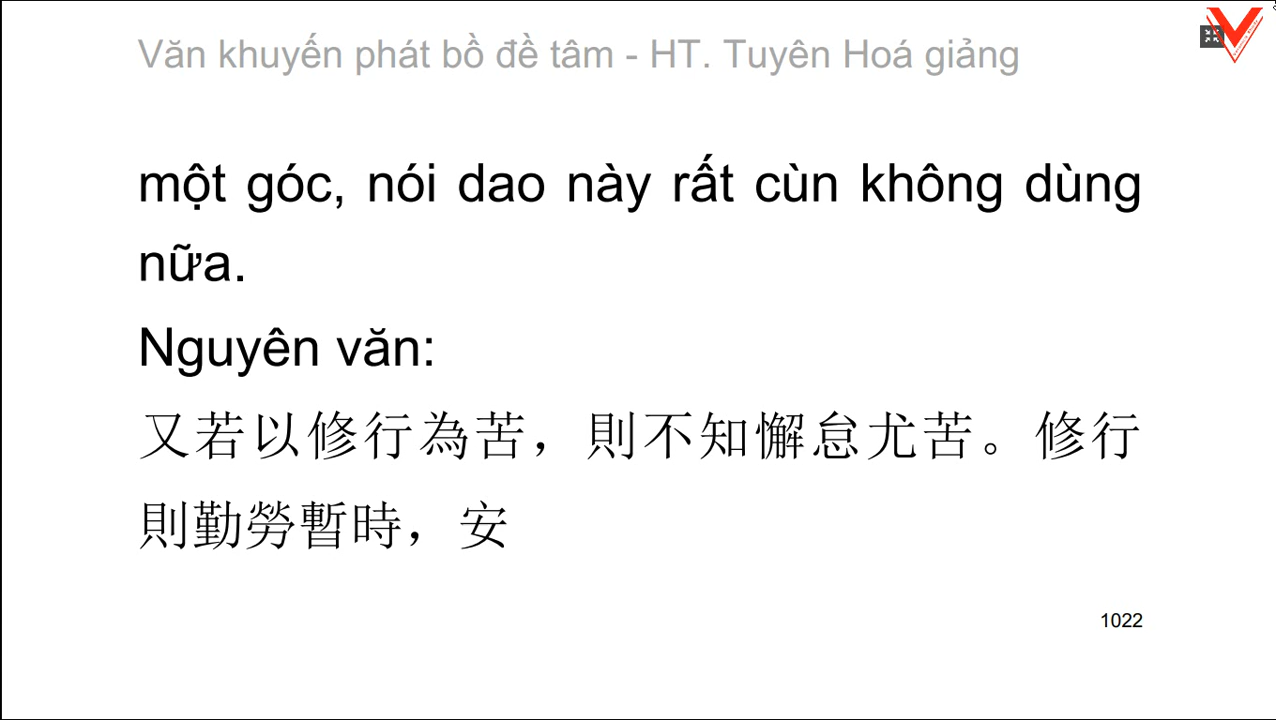 Văn khuyến phát bồ đề tâm - HT. Tuyên Hoá giảng
một góc, nói dao này rất cùn không dùng
nữa.
Nguyên văn:
又若以修行為苦，則不知懈怠尤苦。修行
則勤勞暫時，安
1022